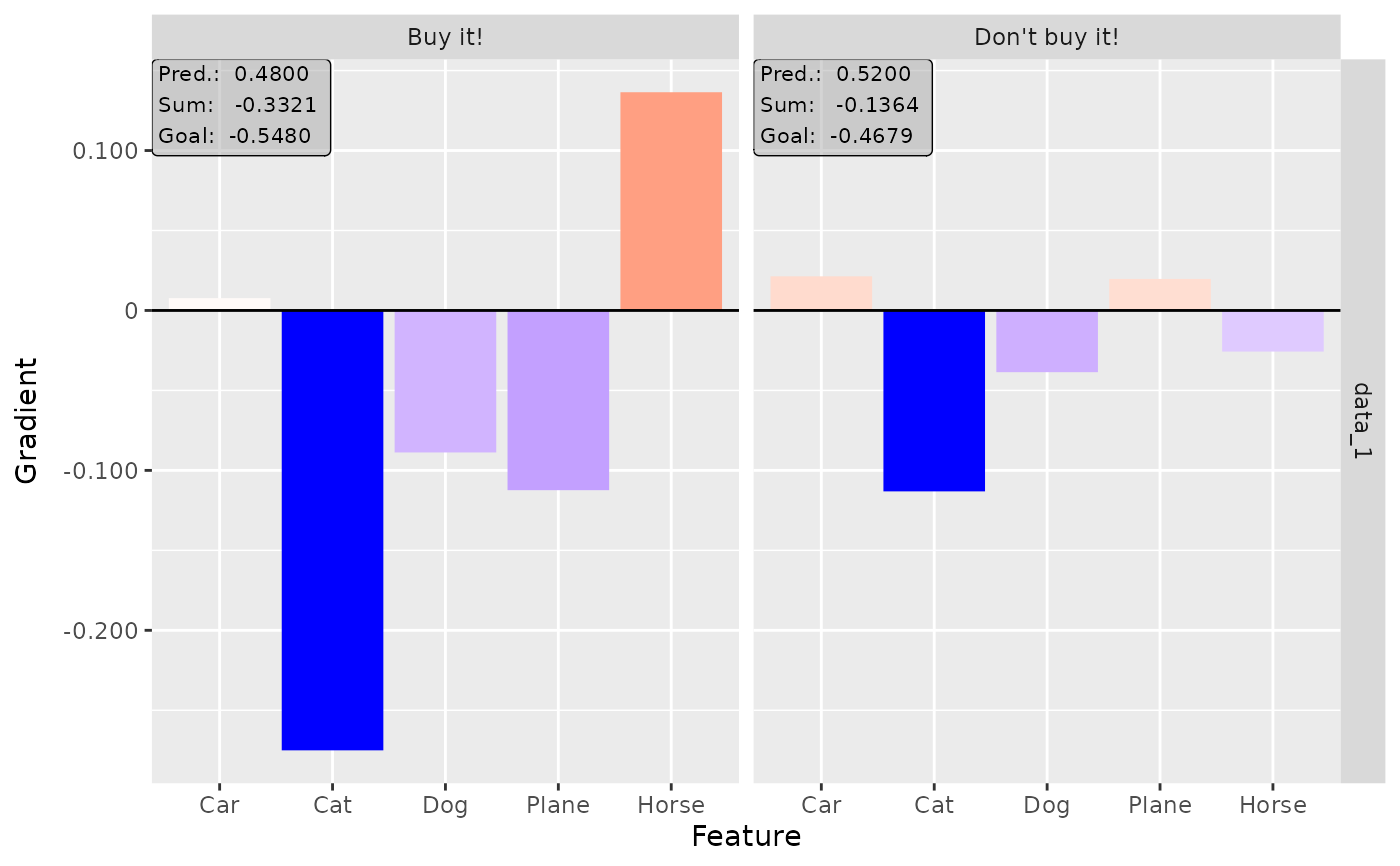 Buy it!
Don't buy it!
Pred.: 0.4800
Sum: -0.3321
Goal: -0.5480
Pred.: 0.5200
Sum: -0.1364
Goal: -0.4679
0.100
0
-0.100
-0.200
Gradient
data_1
Car Cat Dog Plane Horse
Car Cat Dog Plane Horse
Feature